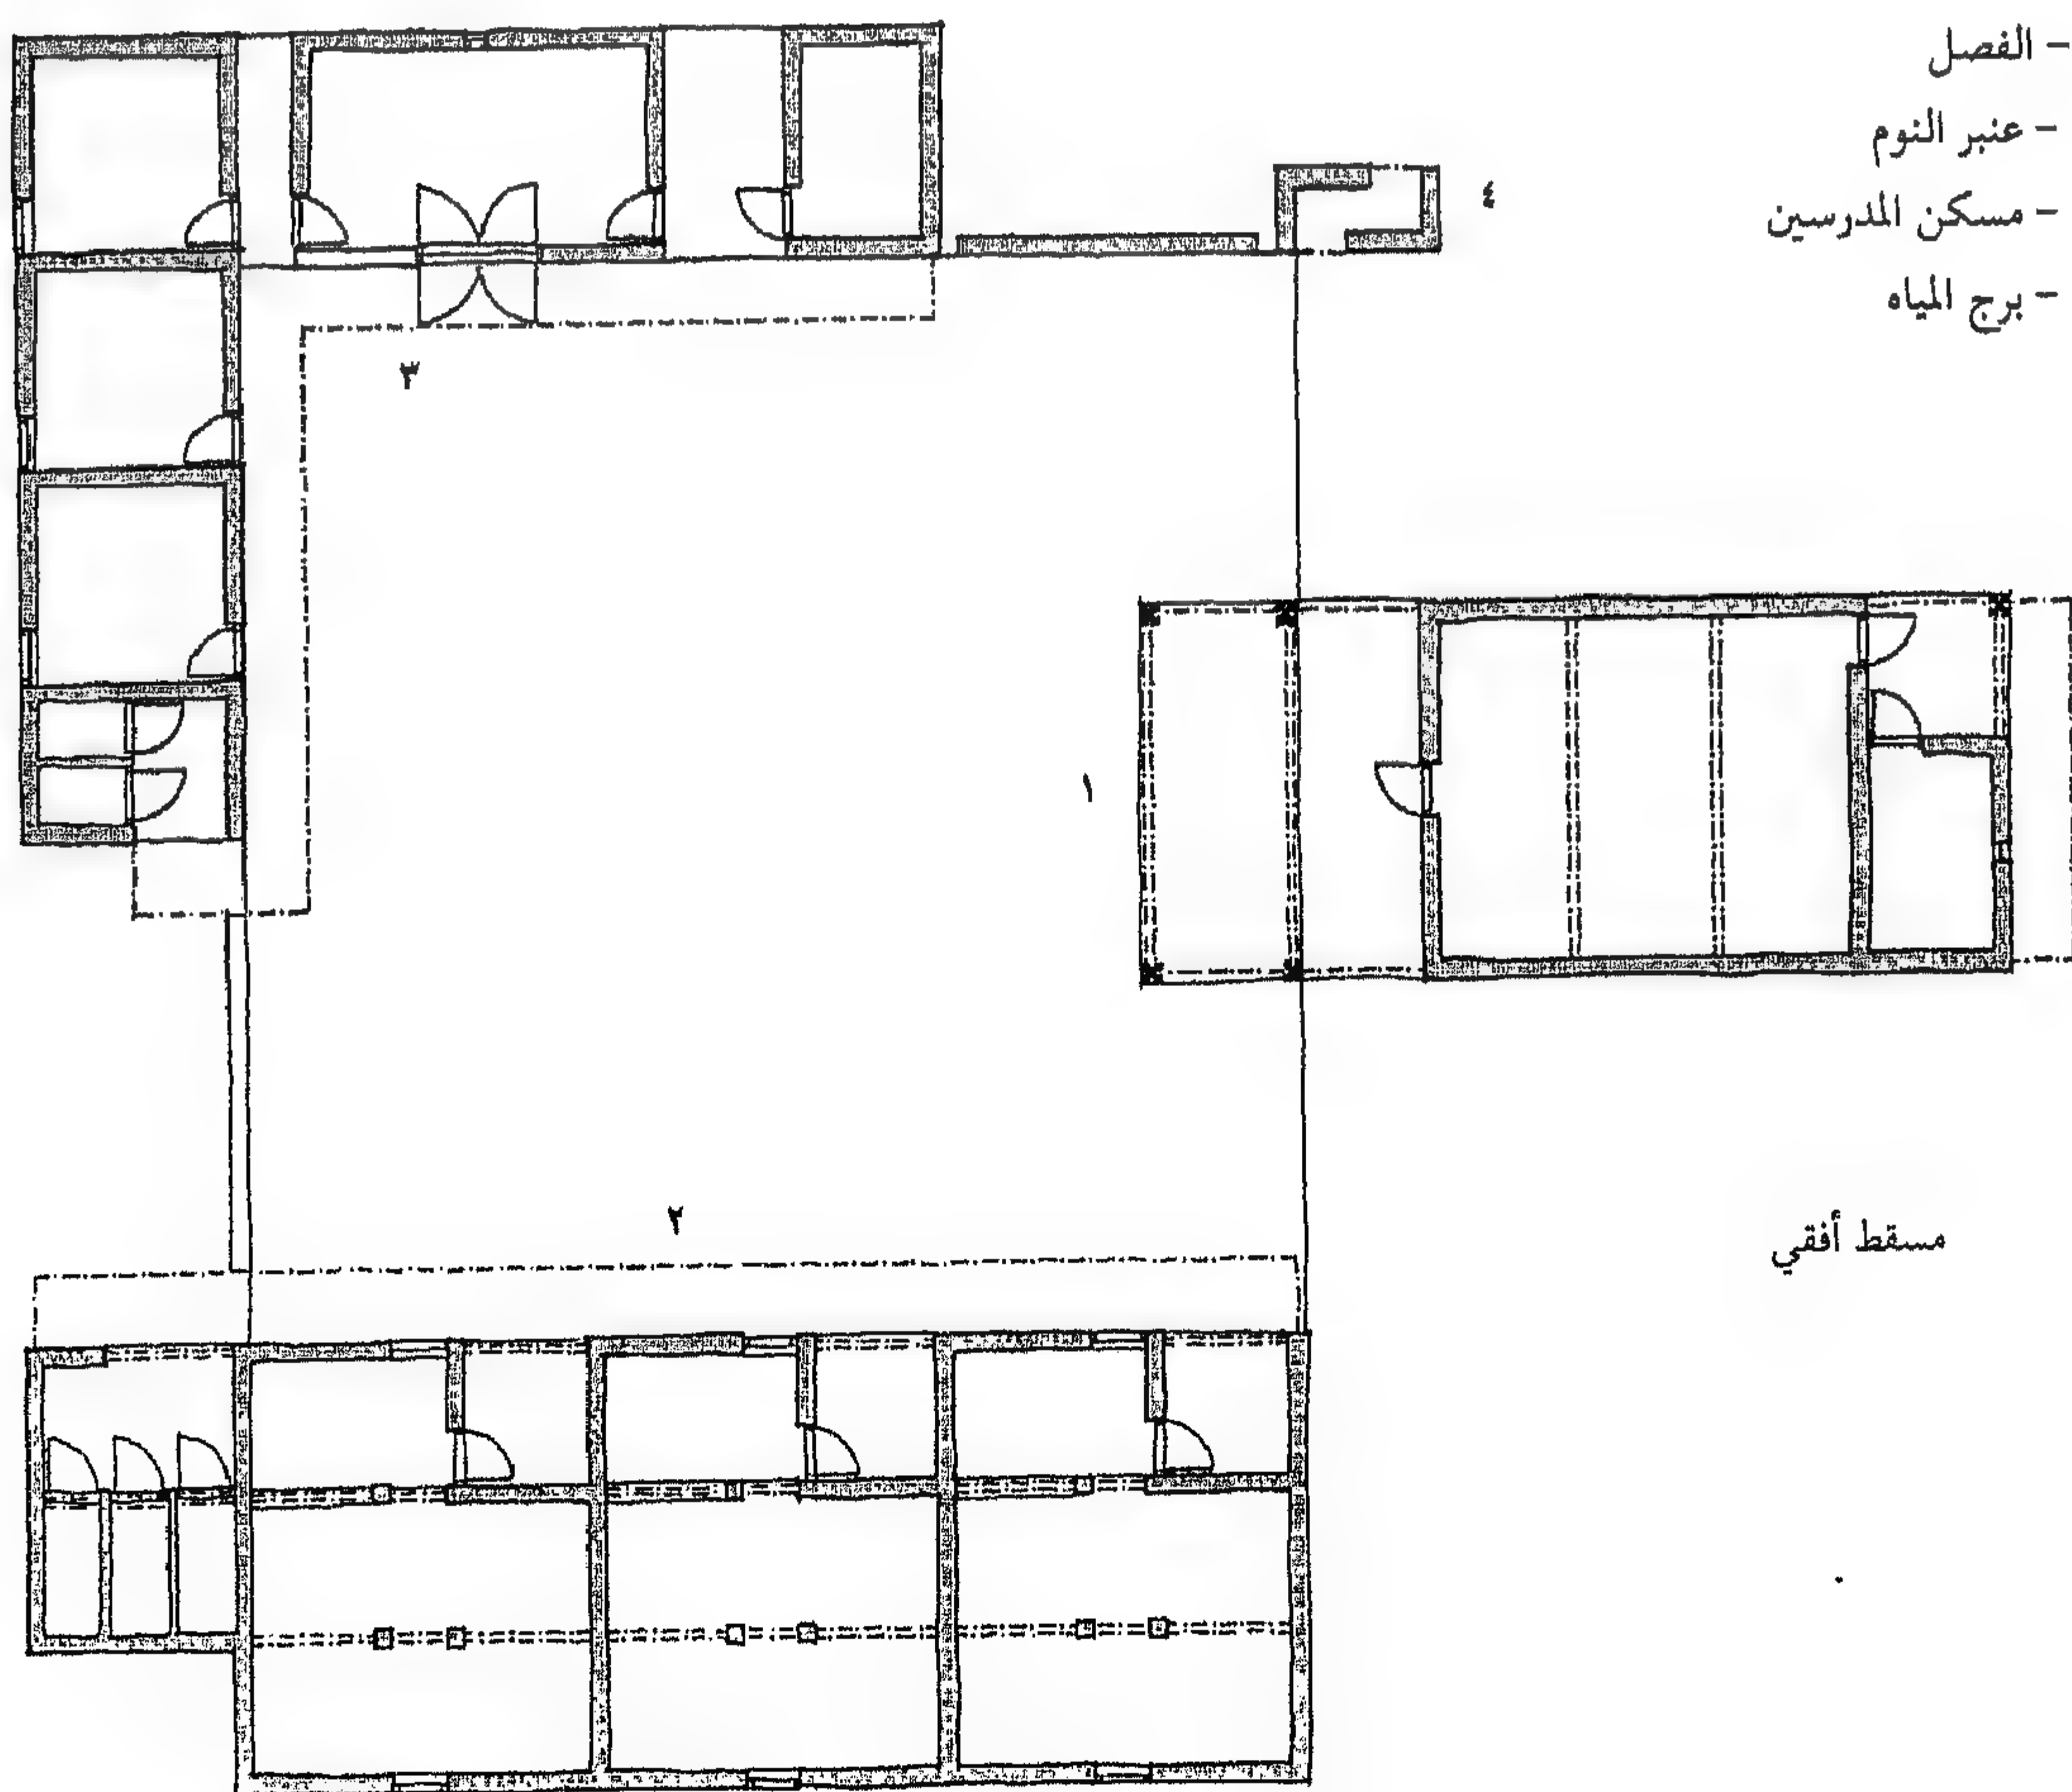 - الفصل
- عنبر النوم
- مسكن المدرسين
- برج المياه
٤
٣
١
٢
مسقط أفقي